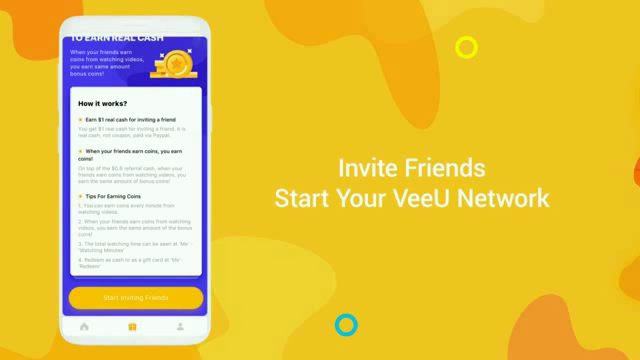 TO EARN REAL CASH
When your friends earn
coins from watching videos,
you earn same amount
bonus coins!
How it works?
Earn $1 real cash for inviting a friend
You get $1 real cash for inviting a friend, it is
real cash, not coupon, paid via Paypal.
When your friends earn coins, you earn
coins!
On top of the $0.8 referral cash, when your
friends earn coins from watching videos, you
earn the same amount of bonus coins!
Tips For Earning Coins
1. You can earn coins every minute from
watching videos.
2. When your friends earn coins from watching
videos, you earn the same amount of the bonus
coins!
3. The total watching time can be seen at 'Me'-
'Watching Minutes'
4. Redeem as cash or as a gift card at 'Me'-
'Redeem'
Start Inviting Friends
Invite Friends
Start Your VeeU Network